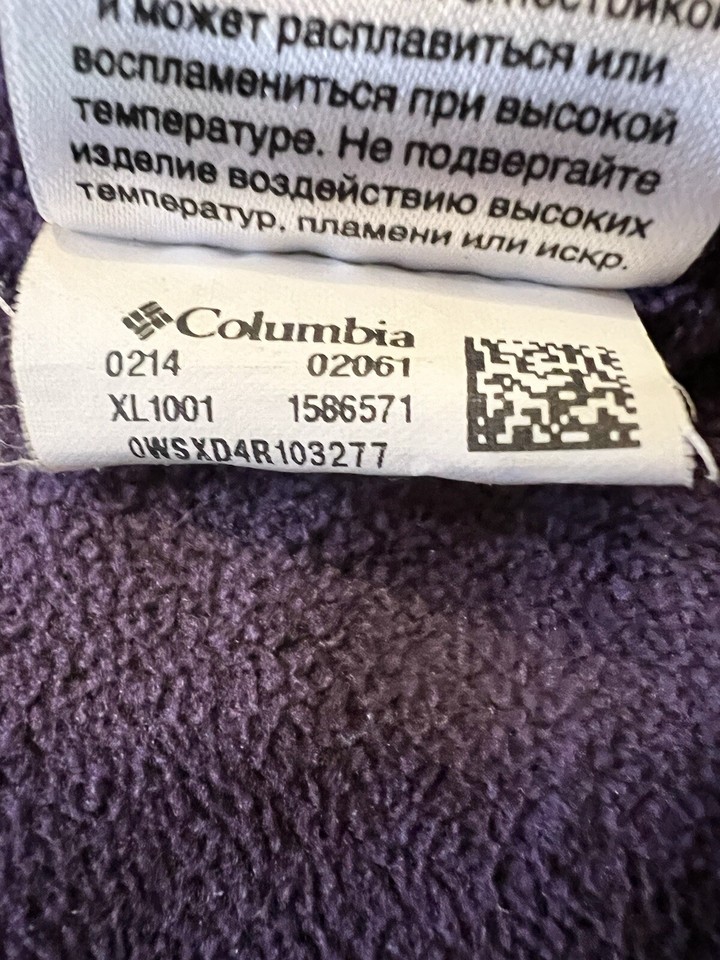 и может расплавиться или
воспламениться при высокой
температуре. Не подвергайте
изделие воздействию высоких
температур, пламени или искр.
Columbia
0214 02061
XL1001 1586571
0WSXD4R103277